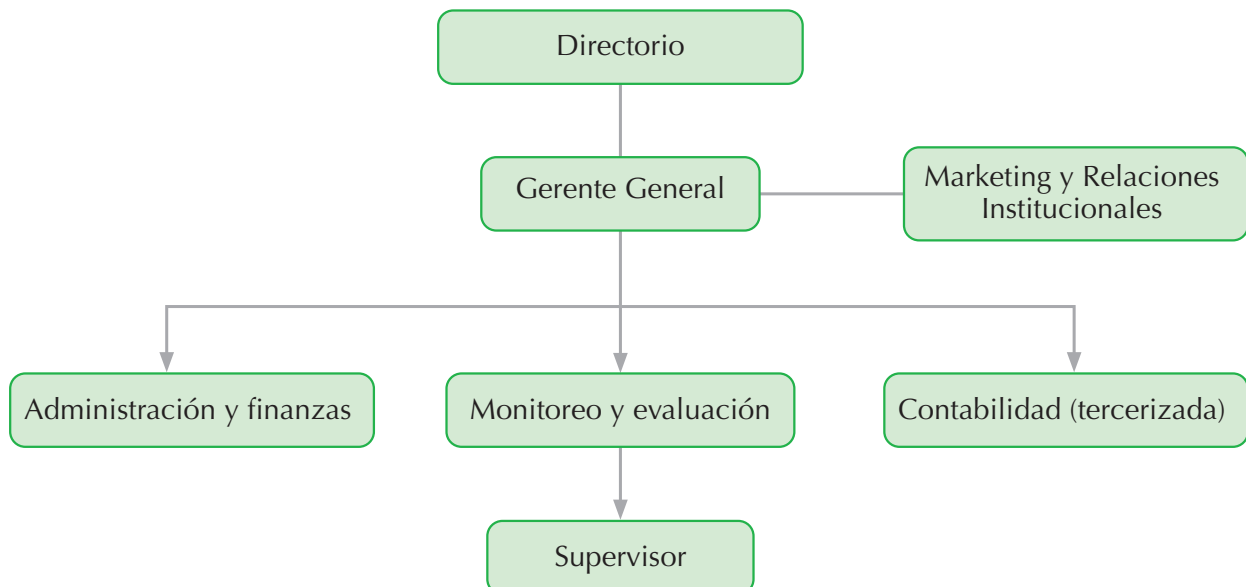 Directorio
Gerente General
Marketing y Relaciones
Institucionales
Administración y finanzas
Monitoreo y evaluación
Contabilidad (tercerizada)
Supervisor